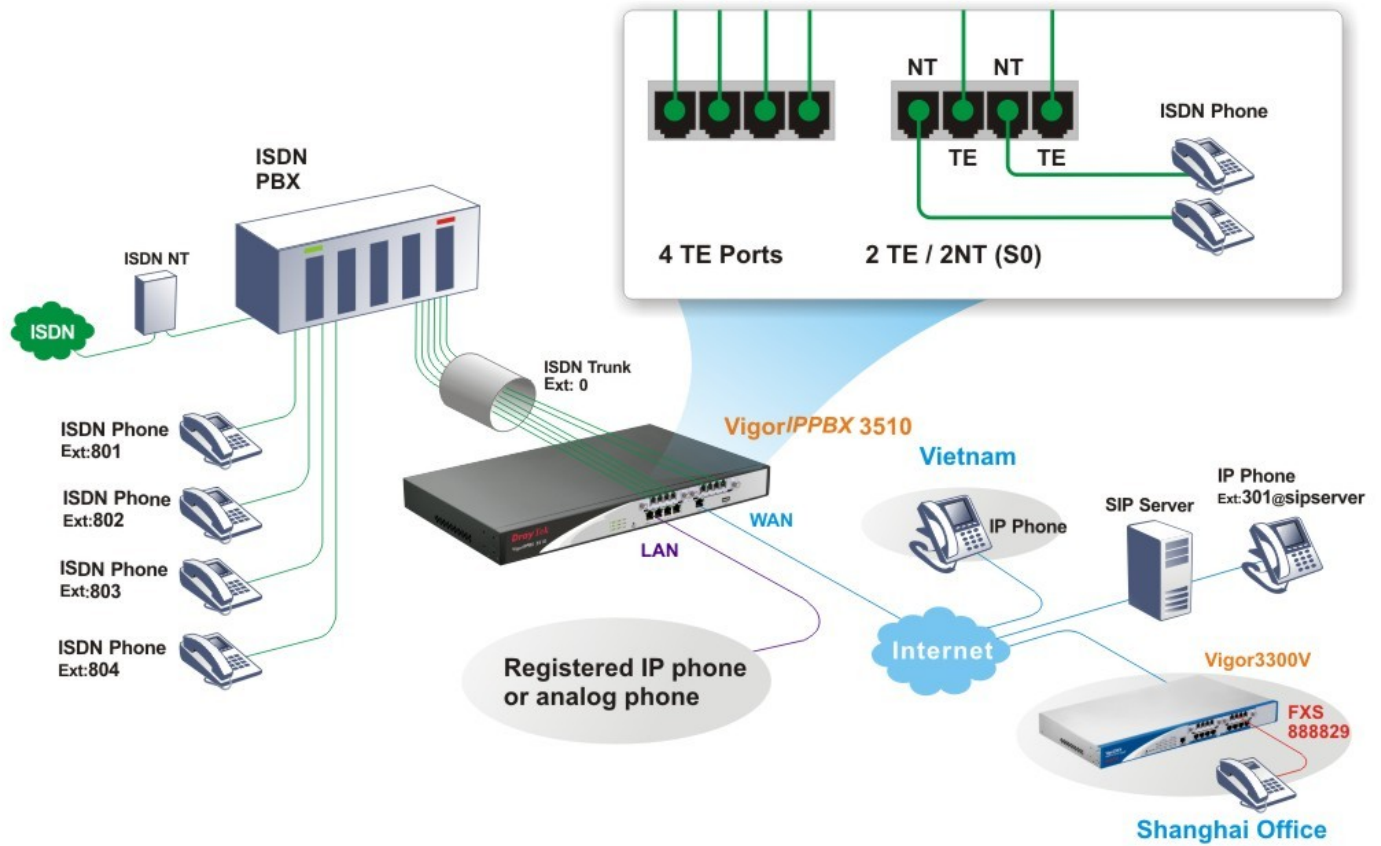 NT
NT
ISDN Phone
TE
TE
4 TE Ports
2 TE / 2NT (S0)
ISDN
PBX
ISDN NT
ISDN
ISDN Trunk
Ext: 0
VigorIPPBX 3510
ISDN Phone
Ext:801
ISDN Phone
Ext:802
ISDN Phone
Ext:803
ISDN Phone
Ext:804
DrayTek
WAN
LAN
Vietnam
IP Phone
SIP Server
IP Phone
Ext:301@sipserver
Internet
Registered IP phone
or analog phone
Vigor3300V
FXS
888829
Shanghai Office